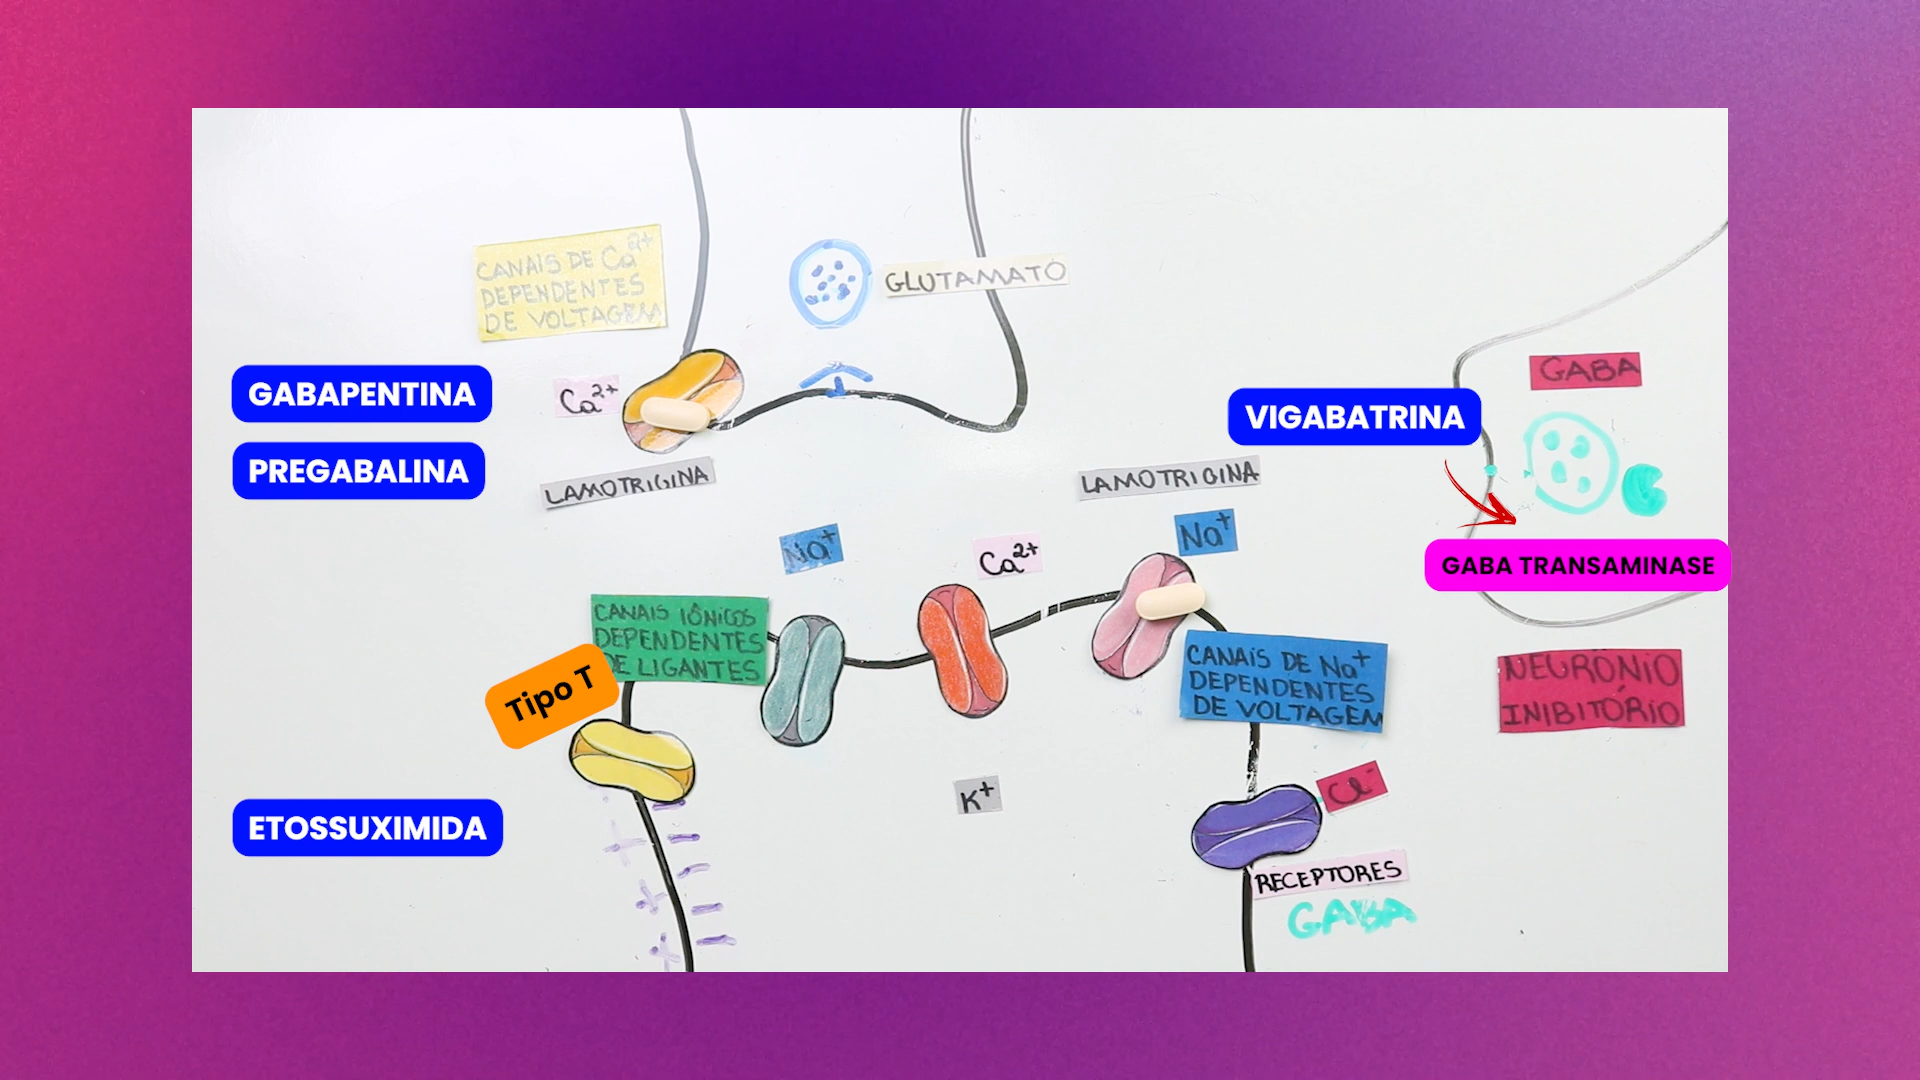 CANAIS DE Ca2+
DEPENDENTES
DE VOLTAGEM
GLUTAMATO
GABAPENTINA
Ca2+
PREGABALINA
LAMOTRIGINA
LAMOTRIGINA
VIGABATRINA
GABA
GABA TRANSAMINASE
Na+
Ca2+
Na+
CANAIS IÔNICOS
DEPENDENTES
DE LIGANTES
Tipo T
CANAIS DE Na+
DEPENDENTES
DE VOLTAGEM
NEURÔNIO
INIBITÓRIO
ETOSSUXIMIDA
K+
Cl-
RECEPTORES
GABA